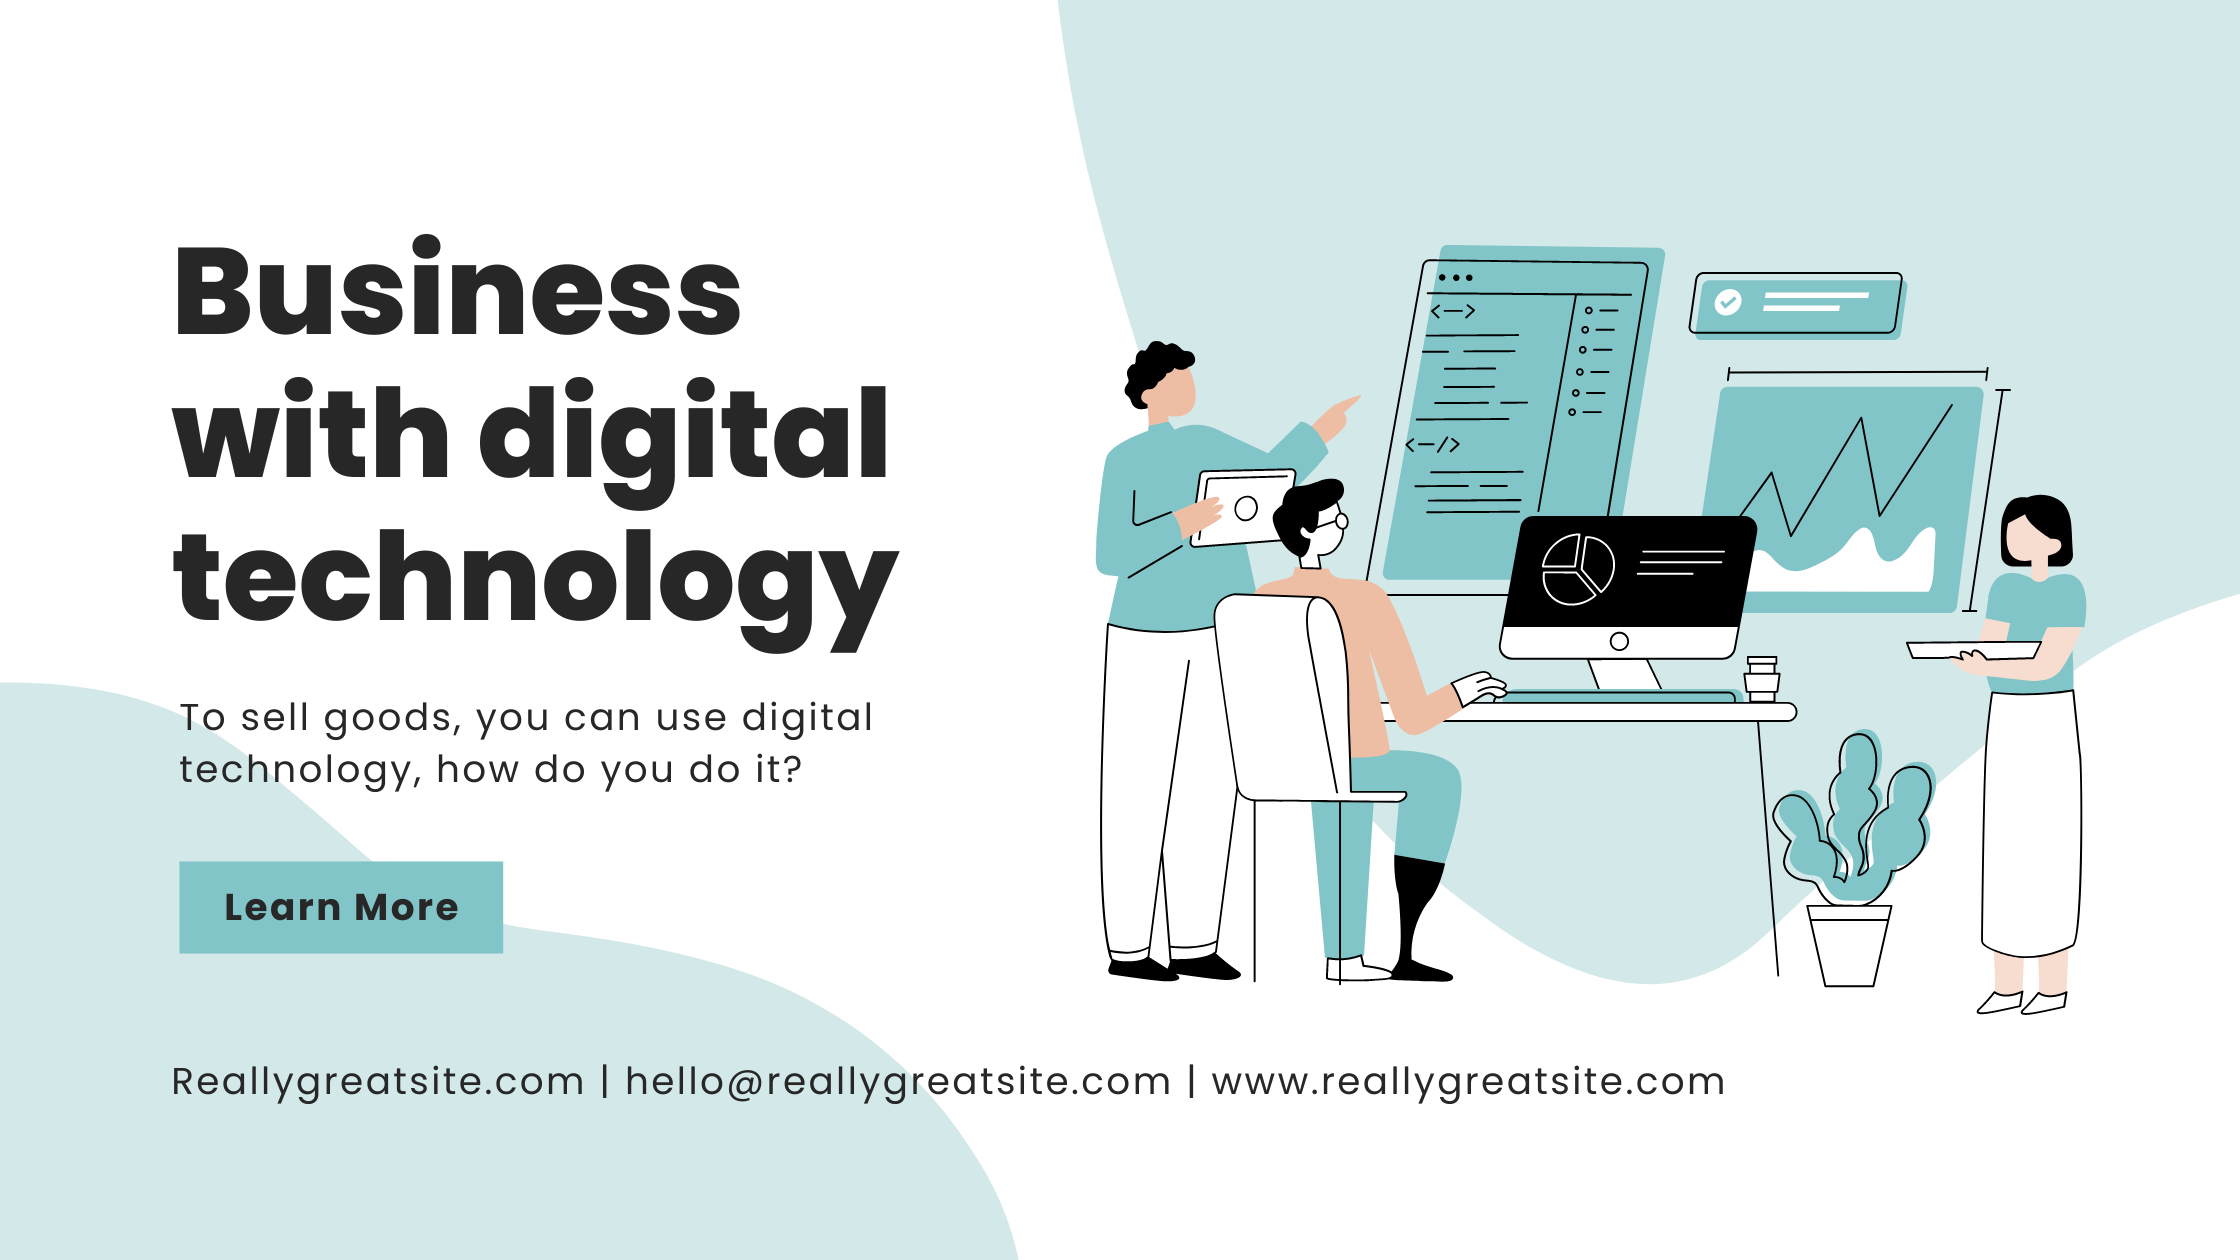 Business
with digital
technology
To sell goods, you can use digital
technology, how do you do it?
Learn More
Reallygreatsite.com | hello@reallygreatsite.com | www.reallygreatsite.com